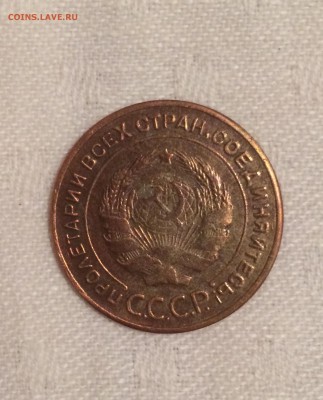 COINS.LAVE.RU
ПРОЛЕТАРИИ ВСЕХ СТРАН, СОЕДИНЯЙТЕСЬ!
С.С.С.Р.